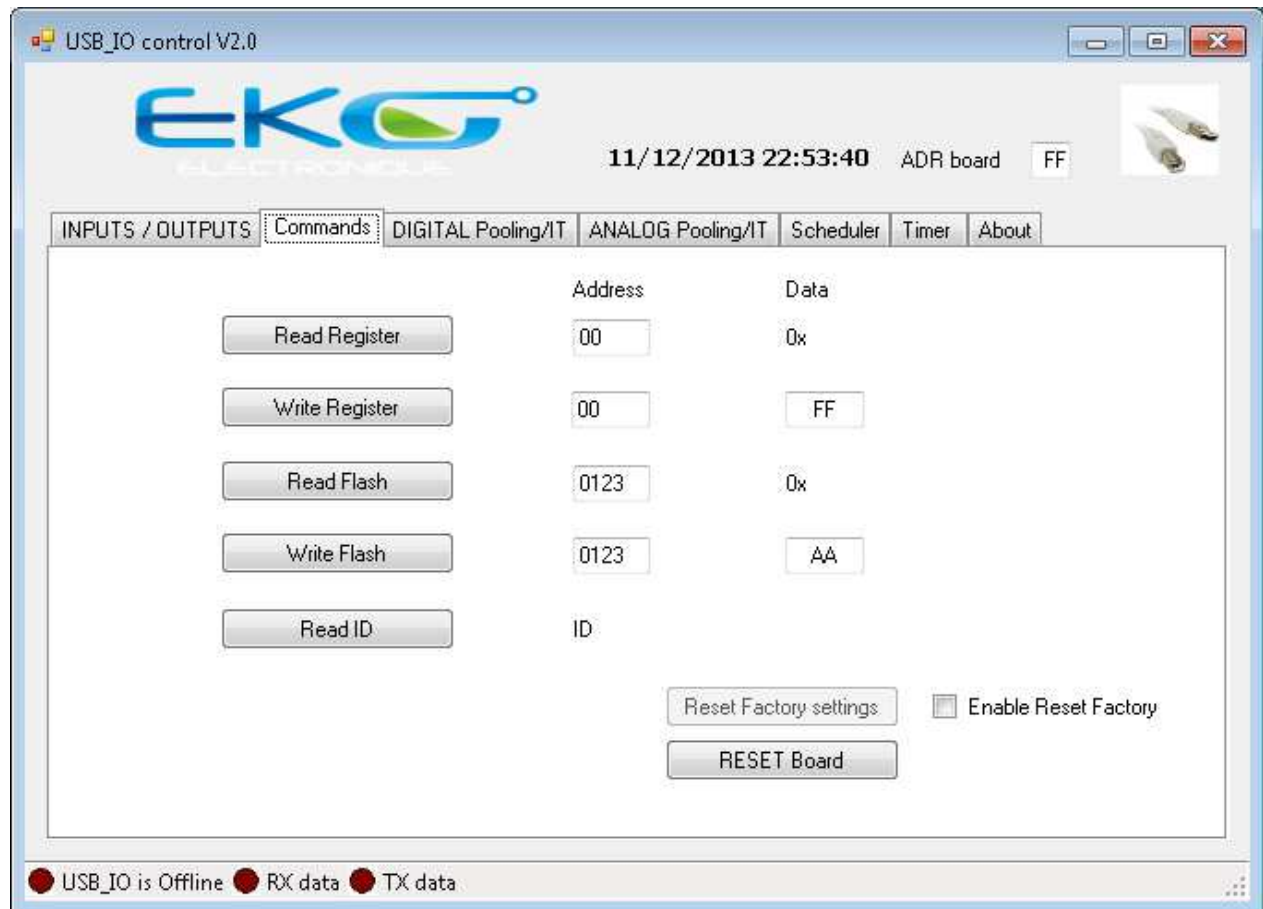 USB_IO control V2.0
EKO
ELECTRONIQUE
11/12/2013 22:53:40 ADR board FF
INPUTS / OUTPUTS Commands DIGITAL Pooling/IT ANALOG Pooling/IT Scheduler Timer About
Address Data
Read Register 00 0x
Write Register 00 FF
Read Flash 0123 0x
Write Flash 0123 AA
Read ID ID
Reset Factory settings Enable Reset Factory
RESET Board
USB_IO is Offline RX data TX data